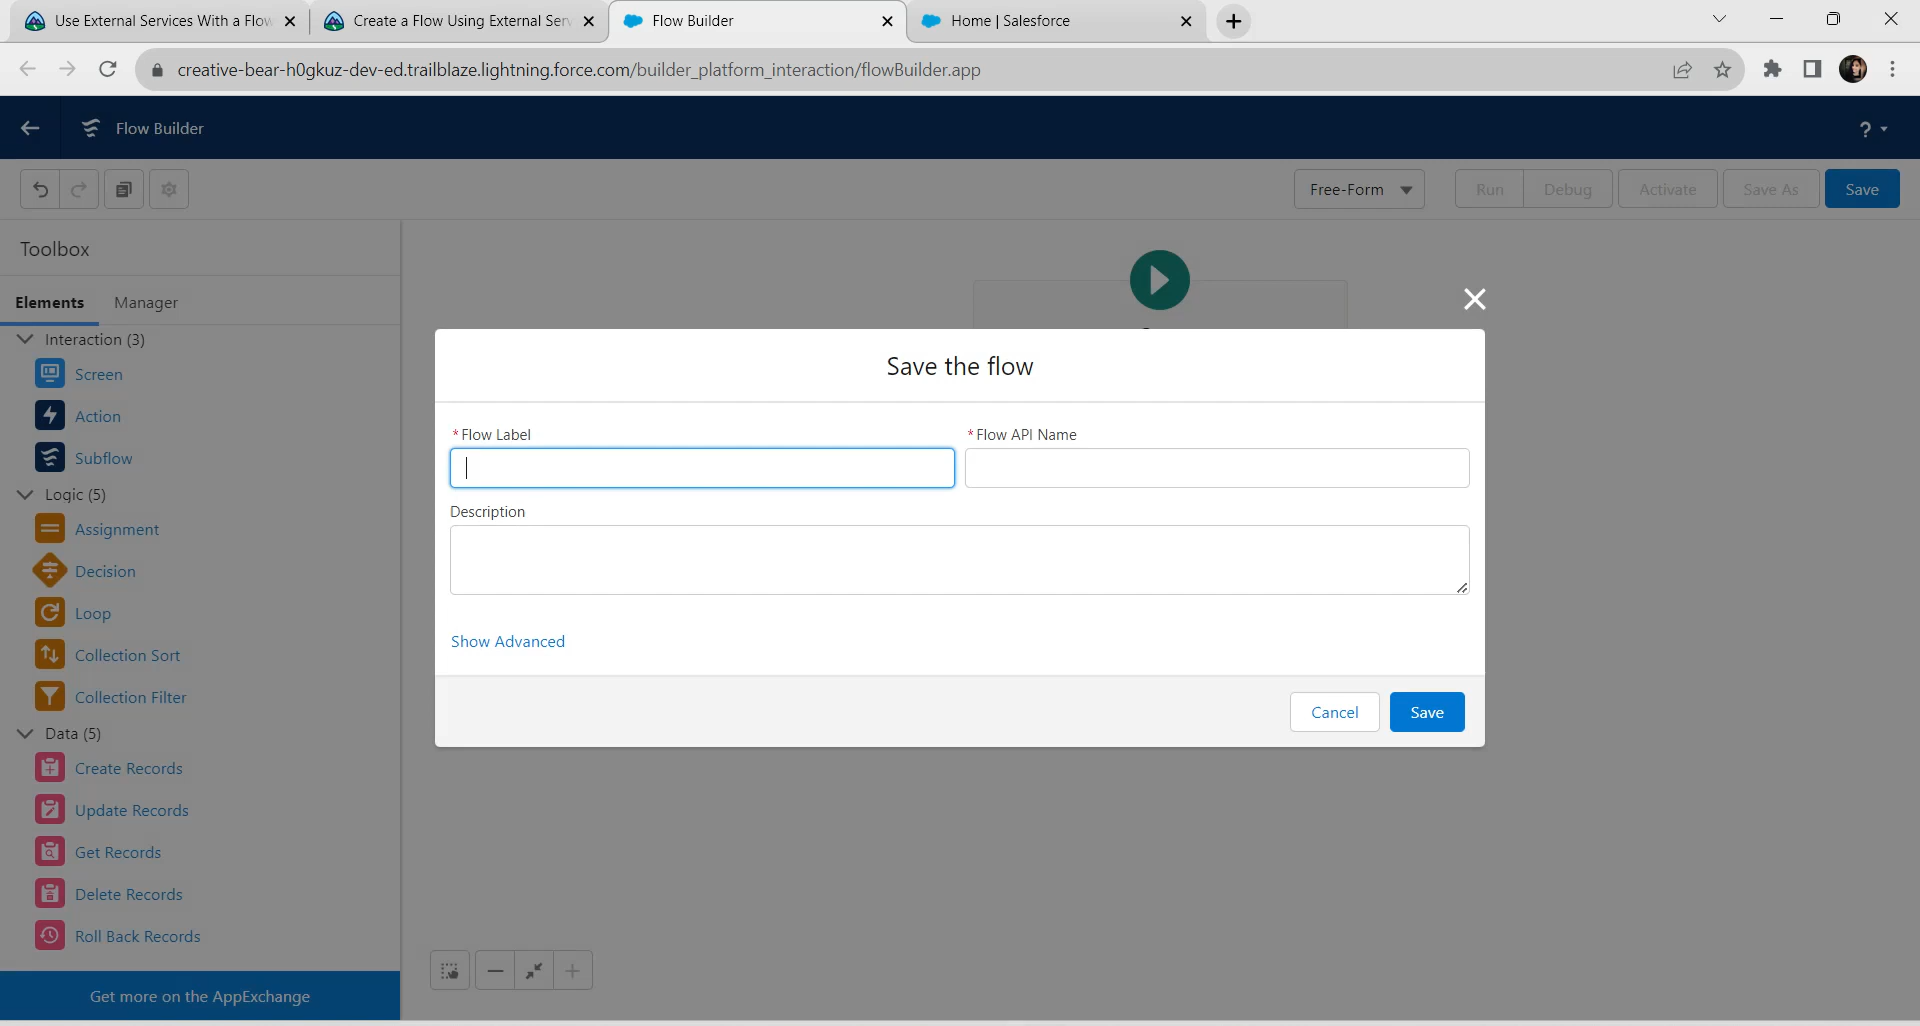 Use External Services With a Flow
Create a Flow Using External Serv
Flow Builder
Home | Salesforce
creative-bear-h0gkuz-dev-ed.trailblaze.lightning.force.com/builder_platform_interaction/flowBuilder.app
Flow Builder
?
Free-Form
Run
Debug
Activate
Save As
Save
Toolbox
Elements
Manager
Interaction (3)
Screen
Action
Subflow
Logic (5)
Assignment
Decision
Loop
Collection Sort
Collection Filter
Data (5)
Create Records
Update Records
Get Records
Delete Records
Roll Back Records
Get more on the AppExchange
Save the flow
*Flow Label
*Flow API Name
Description
Show Advanced
Cancel
Save